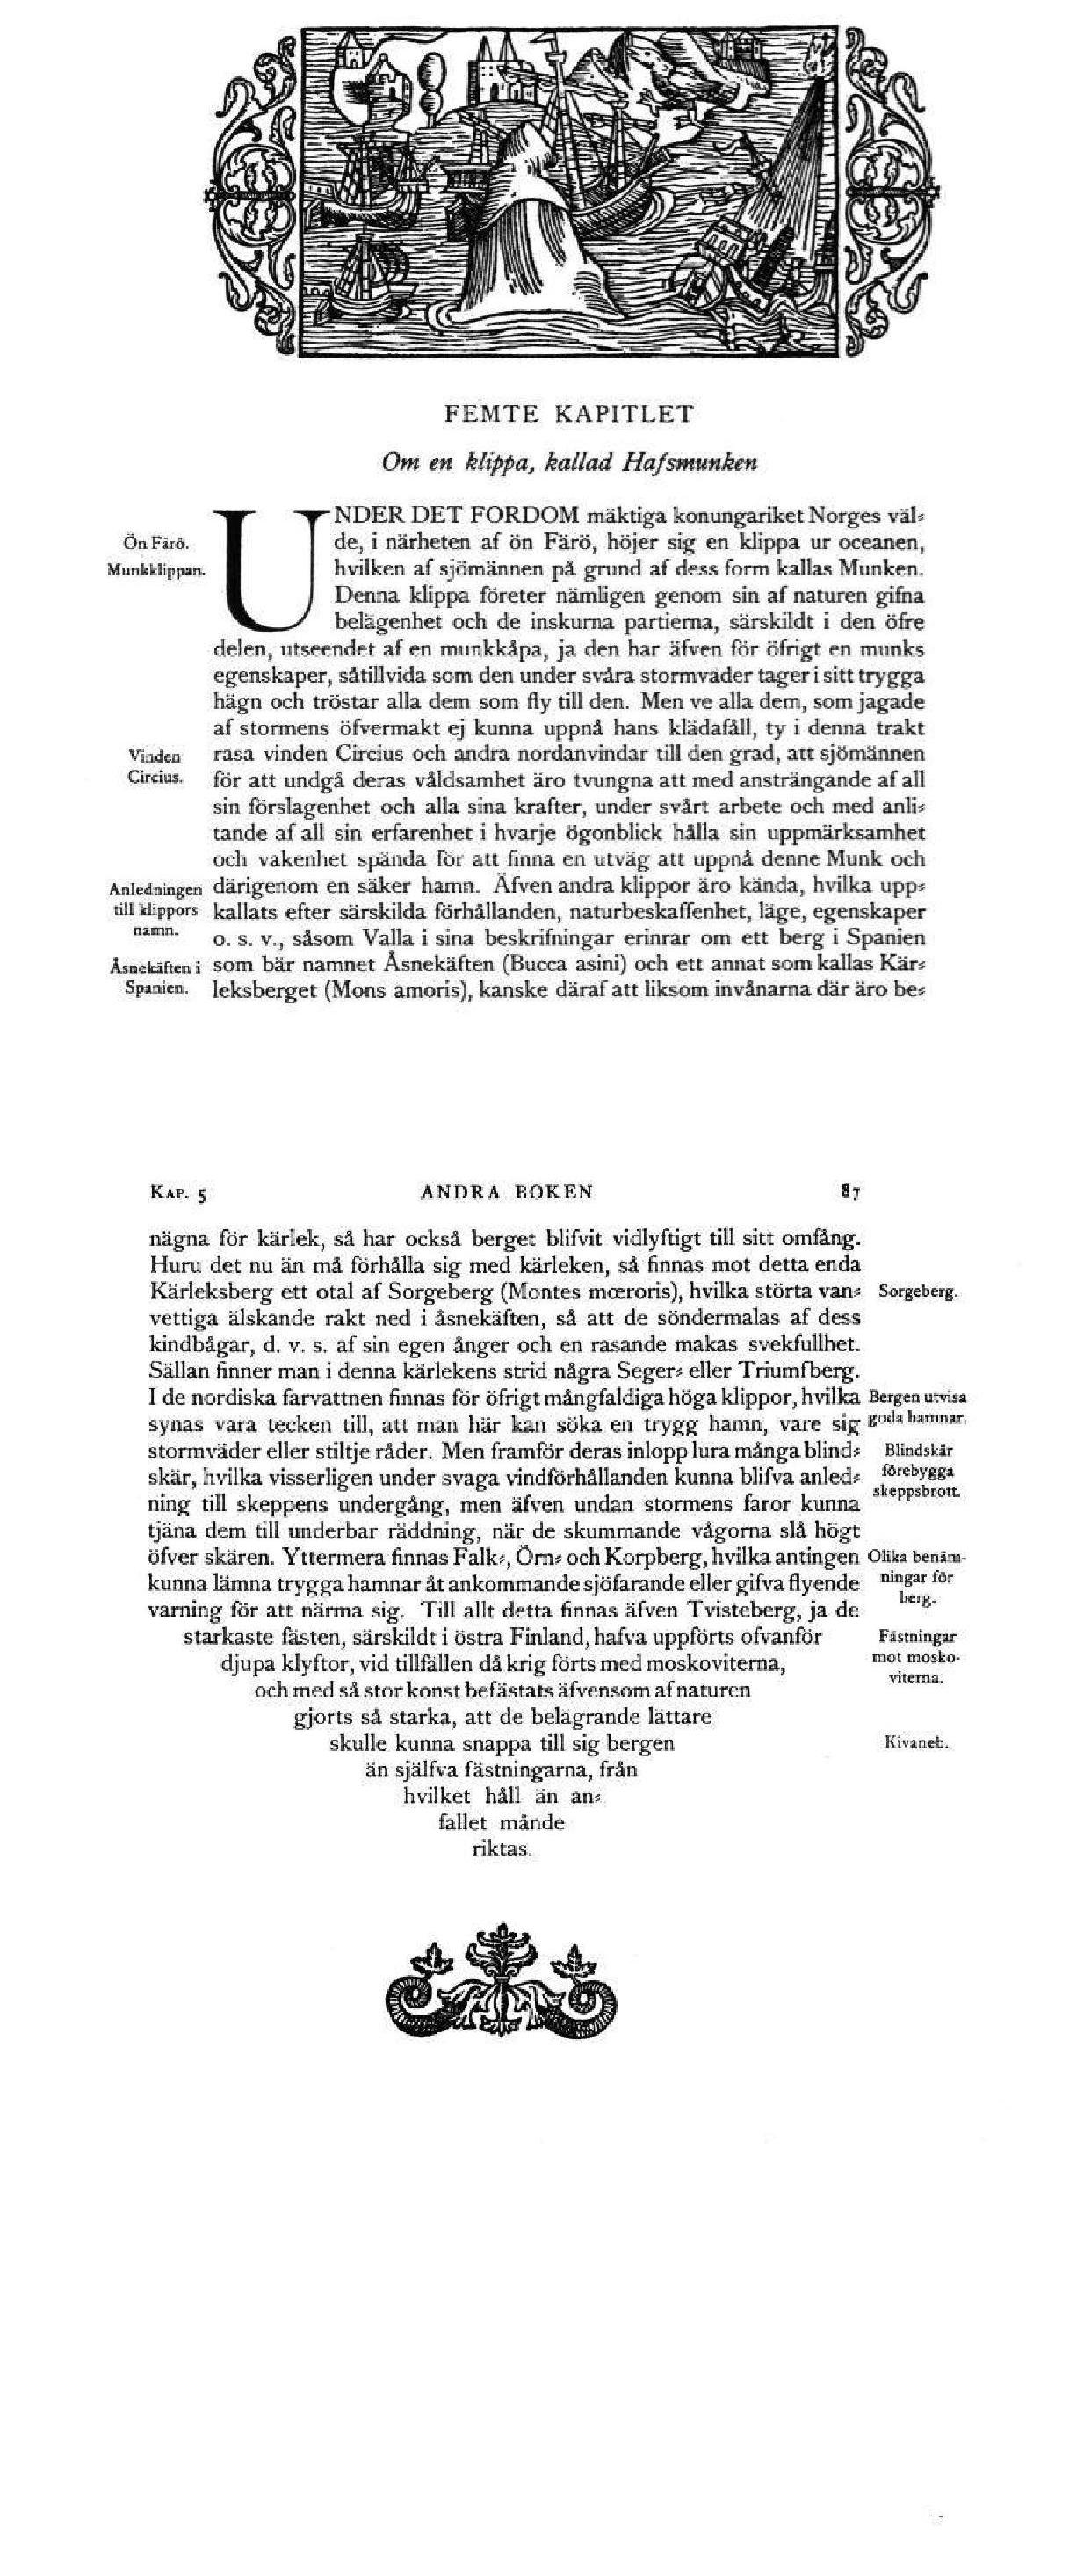 FEMTE KAPITLET
Om en klippa, kallad Hafsmunken
UNDER DET FORDOM mäktiga konungariket Norges väl-
Ön Färö.
de, i närheten af ön Färö, höjer sig en klippa ur oceanen,
Munkklippan.
hvilken af sjömännen på grund af dess form kallas Munken.
Denna klippa företer nämligen genom sin af naturen gifna
belägenhet och de inskurna partierna, särskildt i den öfre
delen, utseendet af en munkkåpa, ja den har äfven för öfrigt en munks
egenskaper, såtillvida som den under svåra stormväder tager i sitt trygga
hägn och tröstar alla dem som fly till den. Men ve alla dem, som jagade
af stormens öfvermakt ej kunna uppnå hans klädafåll, ty i denna trakt
Vinden
rasa vinden Circius och andra nordanvindar till den grad, att sjömännen
Circius.
för att undgå deras våldsamhet äro tvungna att med ansträngande af all
sin förslagenhet och alla sina krafter, under svårt arbete och med anli-
tande af all sin erfarenhet i hvarje ögonblick hålla sin uppmärksamhet
och vakenhet spända för att finna en utväg att uppnå denne Munk och
Anledningen
därigenom en säker hamn. Äfven andra klippor äro kända, hvilka upp-
till klippors
kallats efter särskilda förhållanden, naturbeskaffenhet, läge, egenskaper
namn.
o. s. v., såsom Valla i sina beskrifningar erinrar om ett berg i Spanien
Åsnekäften i
som bär namnet Åsnekäften (Bucca asini) och ett annat som kallas Kär-
Spanien.
leksberget (Mons amoris), kanske däraf att liksom invånarna där äro be-
KAP. 5
ANDRA BOKEN
87
nägna för kärlek, så har också berget blifvit vidlyftigt till sitt omfång.
Huru det nu än må förhålla sig med kärleken, så finnas mot detta enda
Kärleksberg ett otal af Sorgeberg (Montes mœroris), hvilka störta van-
Sorgeberg.
vettiga älskande rakt ned i åsnekäften, så att de söndermalas af dess
kindbågar, d. v. s. af sin egen ånger och en rasande makas svekfullhet.
Sällan finner man i denna kärlekens strid några Seger- eller Triumfberg.
I de nordiska farvattnen finnas för öfrigt mångfaldiga höga klippor, hvilka
Bergen utvisa
synas vara tecken till, att man här kan söka en trygg hamn, vare sig
goda hamnar.
stormväder eller stiltje råder. Men framför deras inlopp lura många blind-
Blindskär
skär, hvilka visserligen under svaga vindförhållanden kunna blifva anled-
förebygga
ning till skeppens undergång, men äfven undan stormens faror kunna
skeppsbrott.
tjäna dem till underbar räddning, när de skummande vågorna slå högt
öfver skären. Yttermera finnas Falk-, Örn- och Korpberg, hvilka antingen
Olika benäm-
kunna lämna trygga hamnar åt ankommande sjöfarande eller gifva flyende
ningar för
varning för att närma sig. Till allt detta finnas äfven Tvisteberg, ja de
berg.
starkaste fästen, särskildt i östra Finland, hafva uppförts ofvanför
Fästningar
djupa klyftor, vid tillfällen då krig förts med moskoviterna,
mot mosko-
och med så stor konst befästats äfvensom af naturen
viterna.
gjorts så starka, att de belägrande lättare
skulle kunna snappa till sig bergen
Kivaneb.
än själfva fästningarna, från
hvilket håll än an-
fallet månde
riktas.